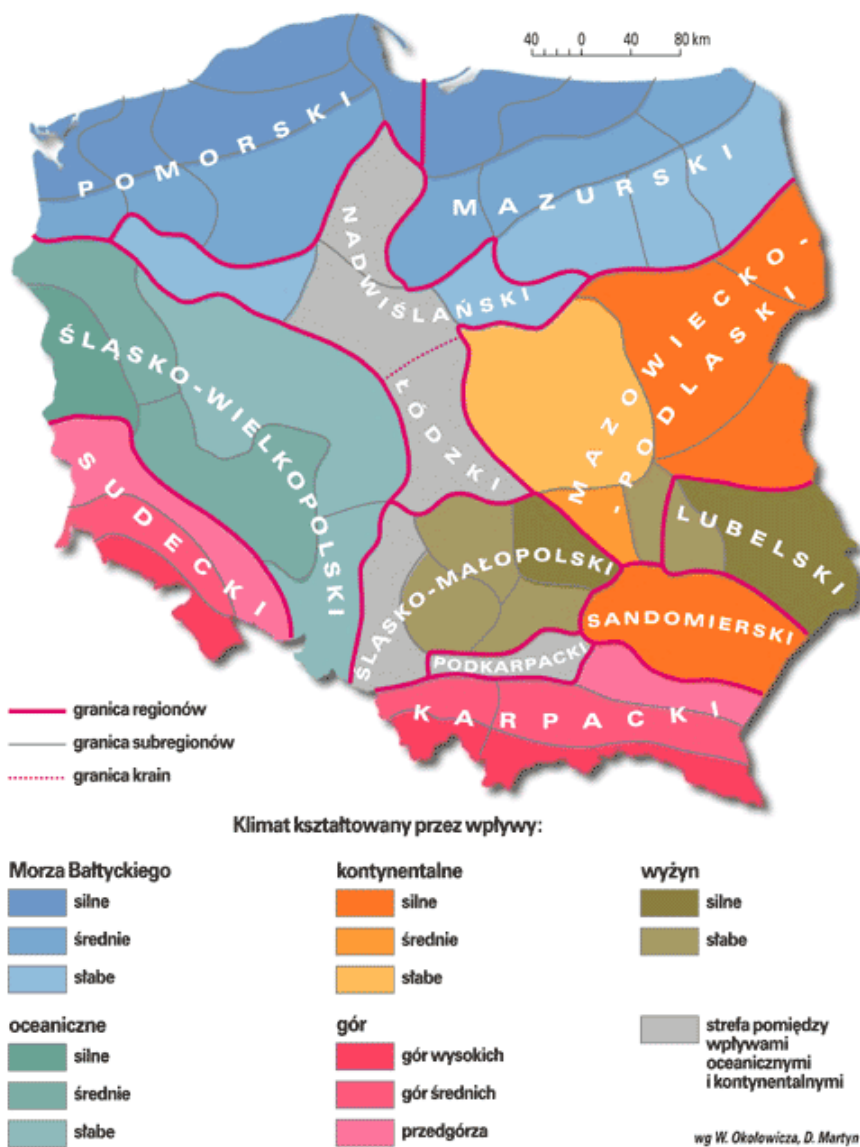 40 0 40 80 km
POMORSKI
MAZURSKI
NADWIŚLAŃSKI
MAZOWIECKO-
-PODLASKI
ŚLĄSKO-WIELKOPOLSKI
ŁÓDZKI
SUDECKI
LUBELSKI
ŚLĄSKO-MAŁOPOLSKI
SANDOMIERSKI
PODKARPACKI
KARPACKI
granica regionów
granica subregionów
granica krain
Klimat kształtowany przez wpływy:
Morza Bałtyckiego
silne
średnie
słabe
kontynentalne
silne
średnie
słabe
wyżyn
silne
słabe
oceaniczne
silne
średnie
słabe
gór
gór wysokich
gór średnich
przedgórza
strefa pomiędzy
wpływami
oceanicznymi
i kontynentalnymi
wg W. Okołowicza, D. Martyn